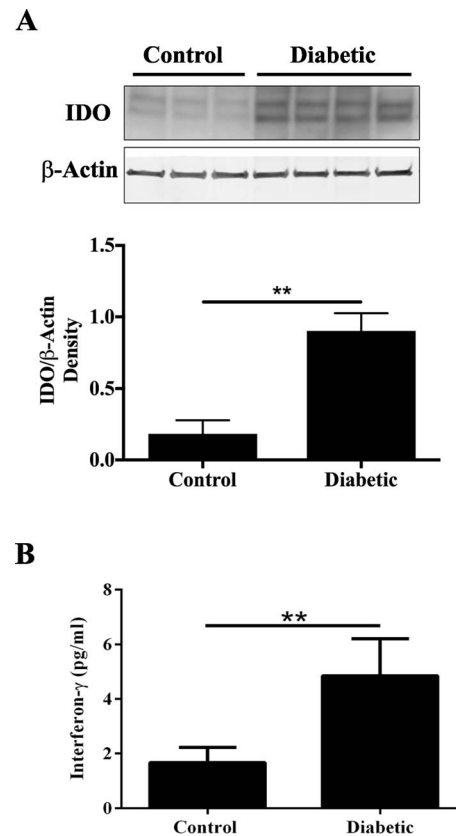 A
Control Diabetic
IDO
β-Actin
IDO/β-Actin
Density
1.5
1.0
0.5
0.0
**
Control Diabetic
B
Interferon-γ (pg/ml)
8
6
4
2
0
**
Control Diabetic